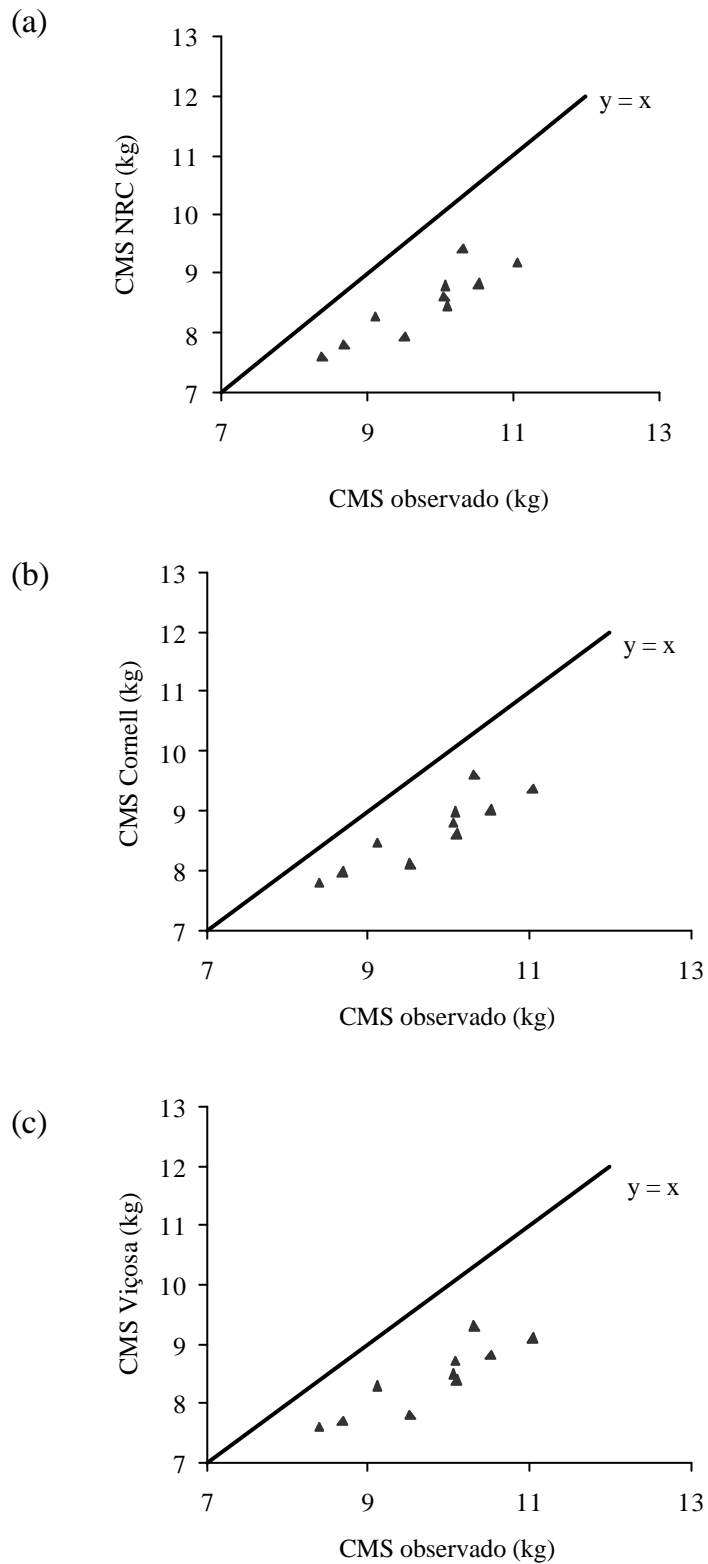 (a)
13
12
11
10
9
8
7
CMS NRC (kg)
y = x
7 9 11 13
CMS observado (kg)
(b)
13
12
11
10
9
8
7
CMS Cornell (kg)
y = x
7 9 11 13
CMS observado (kg)
(c)
13
12
11
10
9
8
7
CMS Viçosa (kg)
y = x
7 9 11 13
CMS observado (kg)